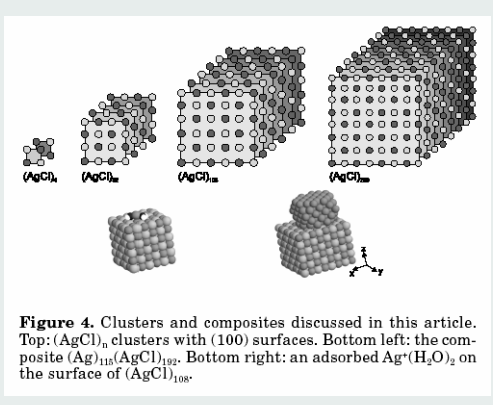 (AgCl)₄ (AgCl)₃₂ (AgCl)₁₀₈ (AgCl)₂₅₆
z
x y
Figure 4. Clusters and composites discussed in this article.
Top: (AgCl)ₙ clusters with (100) surfaces. Bottom left: the com-
posite (Ag)₁₁₅(AgCl)₁₉₂. Bottom right: an adsorbed Ag⁺(H₂O)₂ on
the surface of (AgCl)₁₀₈.